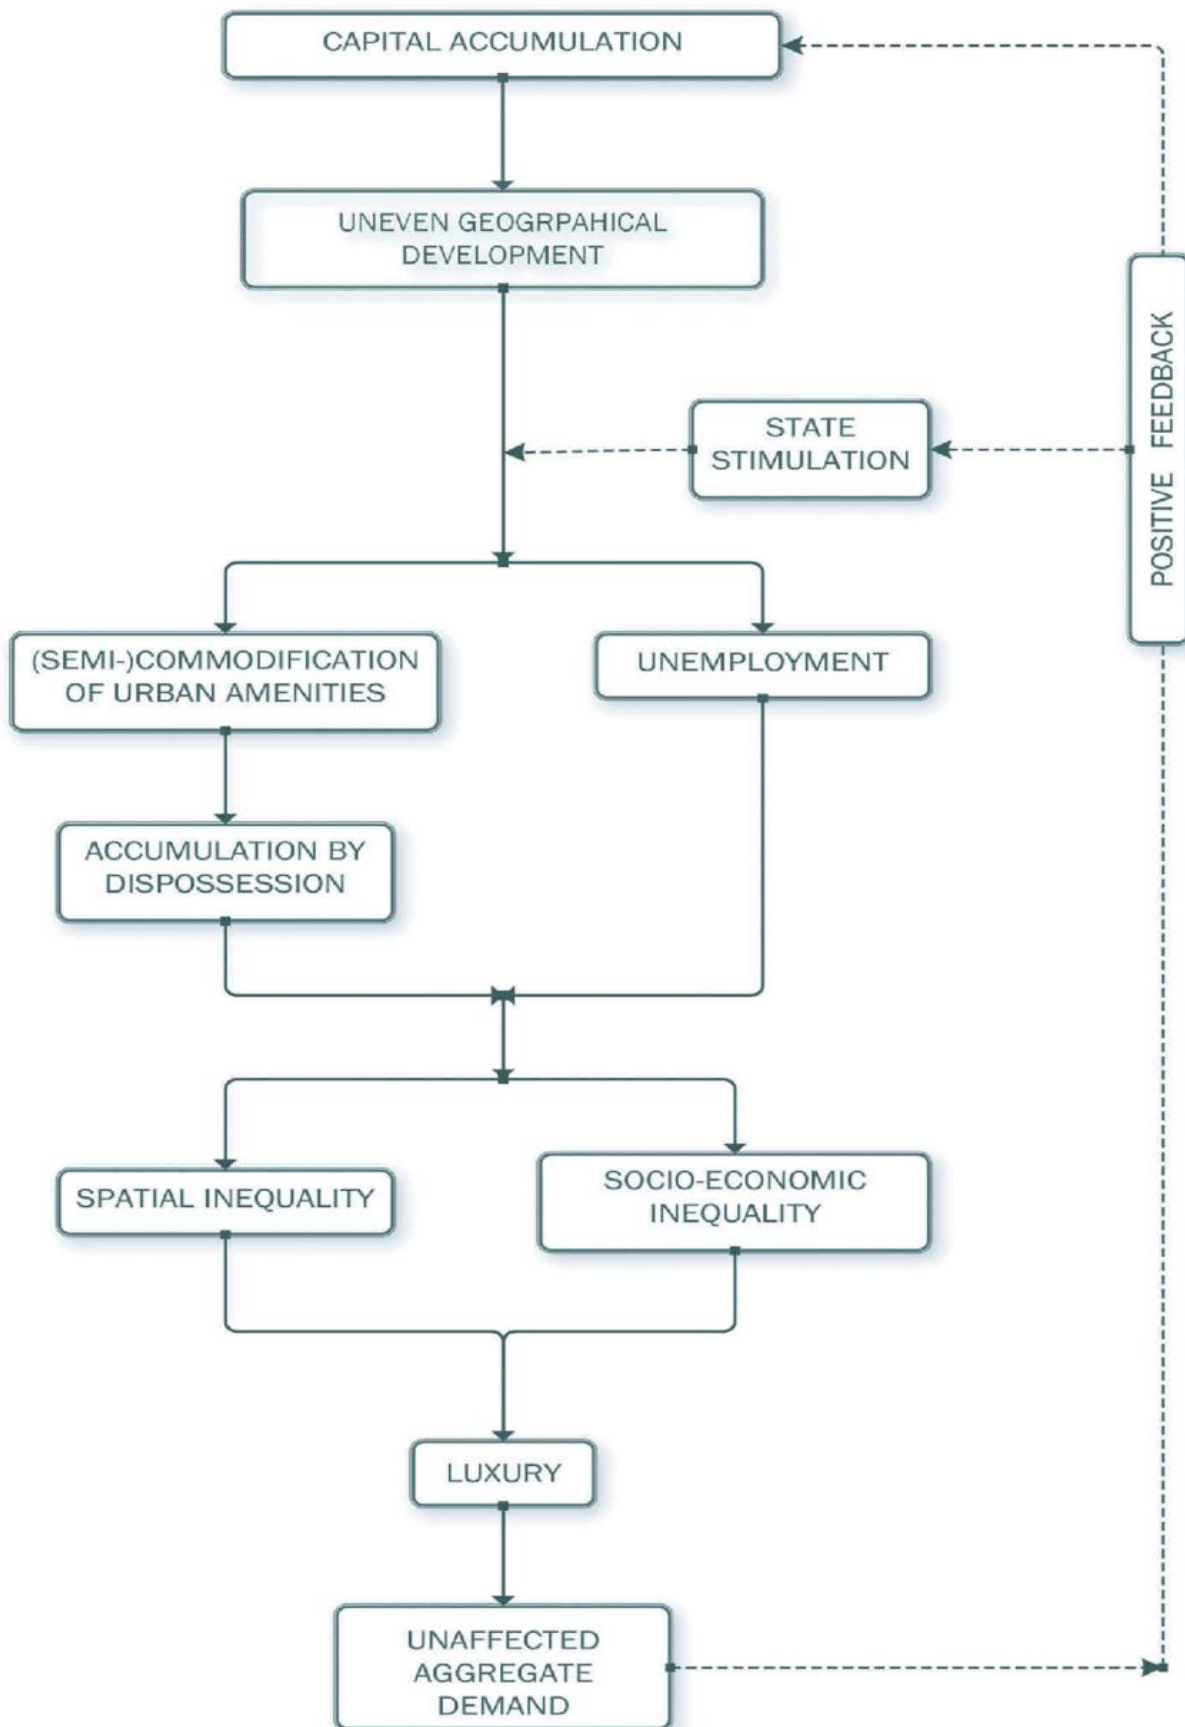 CAPITAL ACCUMULATION
UNEVEN GEOGRPAHICAL
DEVELOPMENT
STATE
STIMULATION
POSITIVE FEEDBACK
(SEMI-)COMMODIFICATION
OF URBAN AMENITIES
UNEMPLOYMENT
ACCUMULATION BY
DISPOSSESSION
SPATIAL INEQUALITY
SOCIO-ECONOMIC
INEQUALITY
LUXURY
UNAFFECTED
AGGREGATE
DEMAND